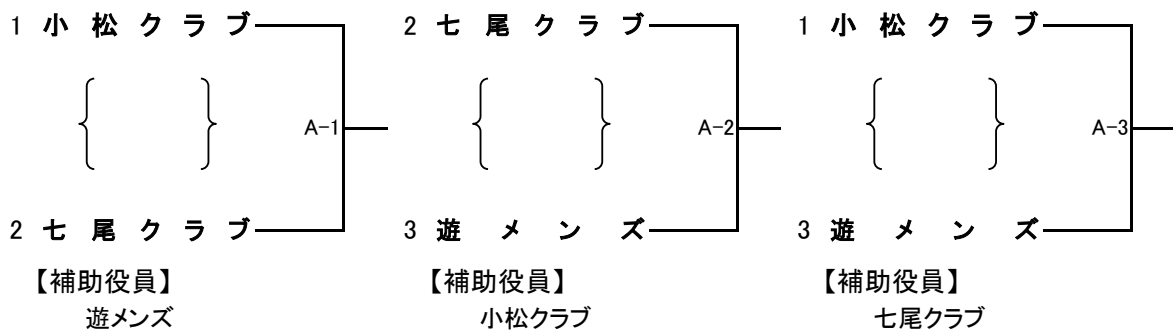 1 小松クラブ
A-1
2 七尾クラブ
【補助役員】
遊メンズ
2 七尾クラブ
A-2
3 遊メンズ
【補助役員】
小松クラブ
1 小松クラブ
A-3
3 遊メンズ
【補助役員】
七尾クラブ